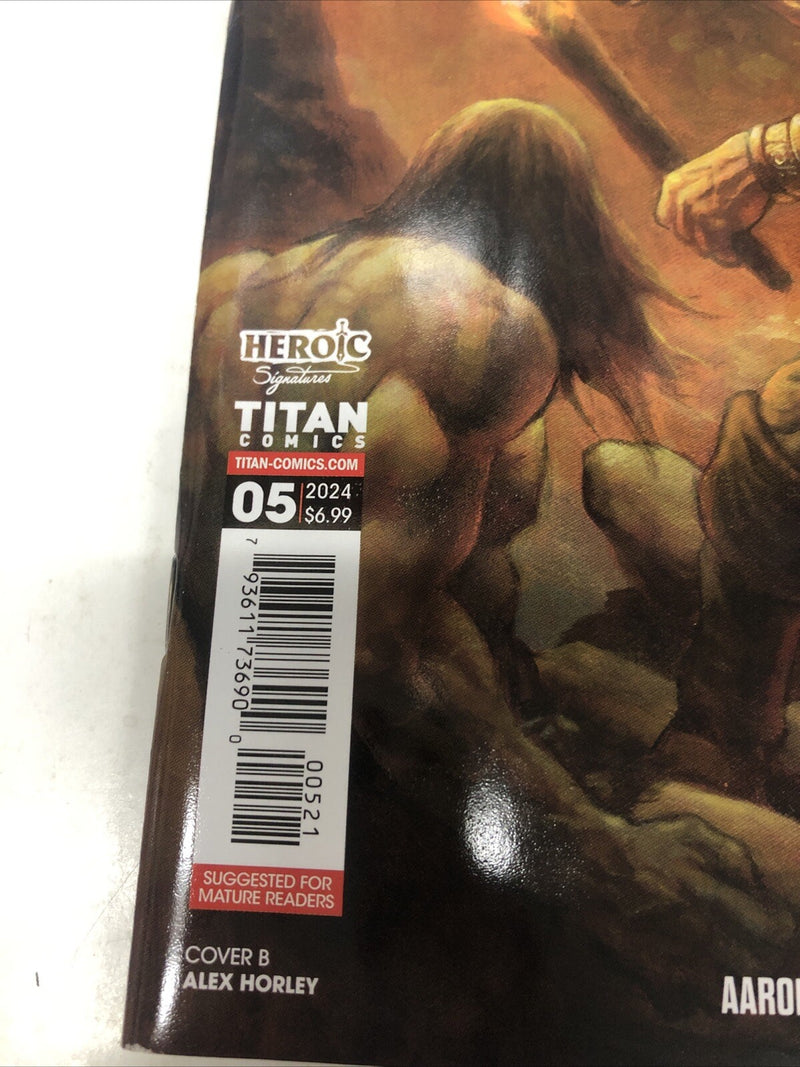 HEROIC
Signatures
TITAN
COMICS
TITAN-COMICS.COM
05 2024
$6.99
7 93611 73690 0
00521
SUGGESTED FOR
MATURE READERS
COVER B
ALEX HORLEY